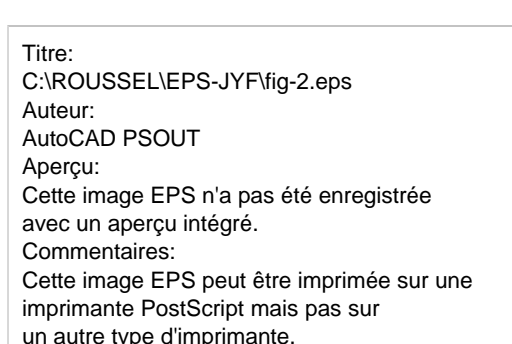 Titre:
C:\ROUSSEL\EPS-JYF\fig-2.eps
Auteur:
AutoCAD PSOUT
Aperçu:
Cette image EPS n'a pas été enregistrée
avec un aperçu intégré.
Commentaires:
Cette image EPS peut être imprimée sur une
imprimante PostScript mais pas sur
un autre type d'imprimante.